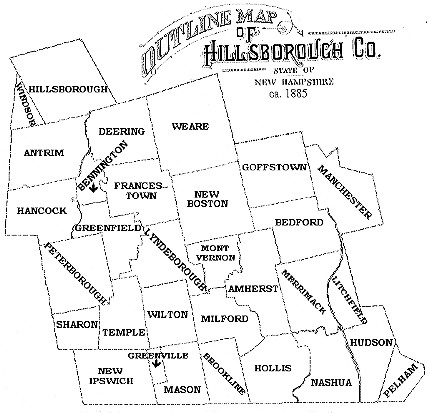 OUTLINE MAP
OF
HILLSBOROUGH CO.
STATE OF
NEW HAMPSHIRE
ca. 1885
HILLSBOROUGH
WINDSOR
DEERING
WEARE
ANTRIM
BENNINGTON
GOFFSTOWN
MANCHESTER
FRANCES-
TOWN
NEW
BOSTON
HANCOCK
GREENFIELD
BEDFORD
LYNDEBOROUGH
MONT
VERNON
PETERBOROUGH
AMHERST
MERRIMACK
LITCHFIELD
SHARON
TEMPLE
WILTON
MILFORD
HUDSON
GREENVILLE
NEW
IPSWICH
MASON
BROOKLINE
HOLLIS
NASHUA
PELHAM